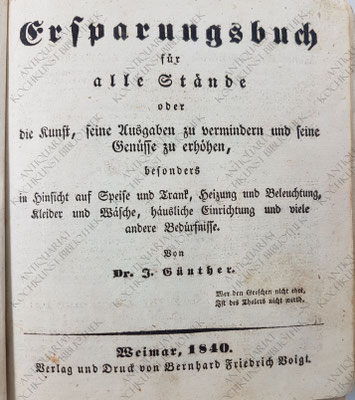 Ersparungsbuch
für
alle Stände
oder
die Kunst, seine Ausgaben zu vermindern und seine
Genüsse zu erhöhen,
besonders
in Hinsicht auf Speise und Trank, Heizung und Beleuchtung,
Kleider und Wäsche, häusliche Einrichtung und viele
andere Bedürfnisse.
Von
Dr. J. Günther.
Wer den Groschen nicht ehrt,
Ist des Thalers nicht werth.
Weimar, 1840.
Verlag und Druck von Bernhard Friedrich Voigt.